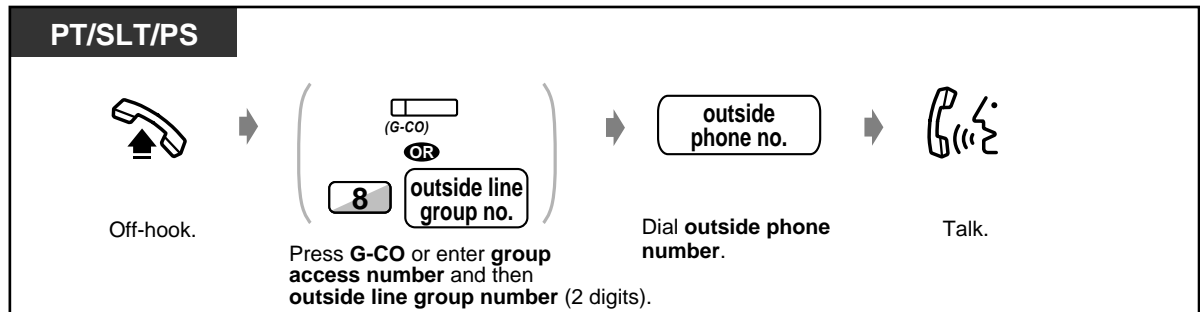 PT/SLT/PS
(G-CO)
OR
8
outside line
group no.
outside
phone no.
Off-hook.
Press G-CO or enter group
access number and then
outside line group number (2 digits).
Dial outside phone
number.
Talk.